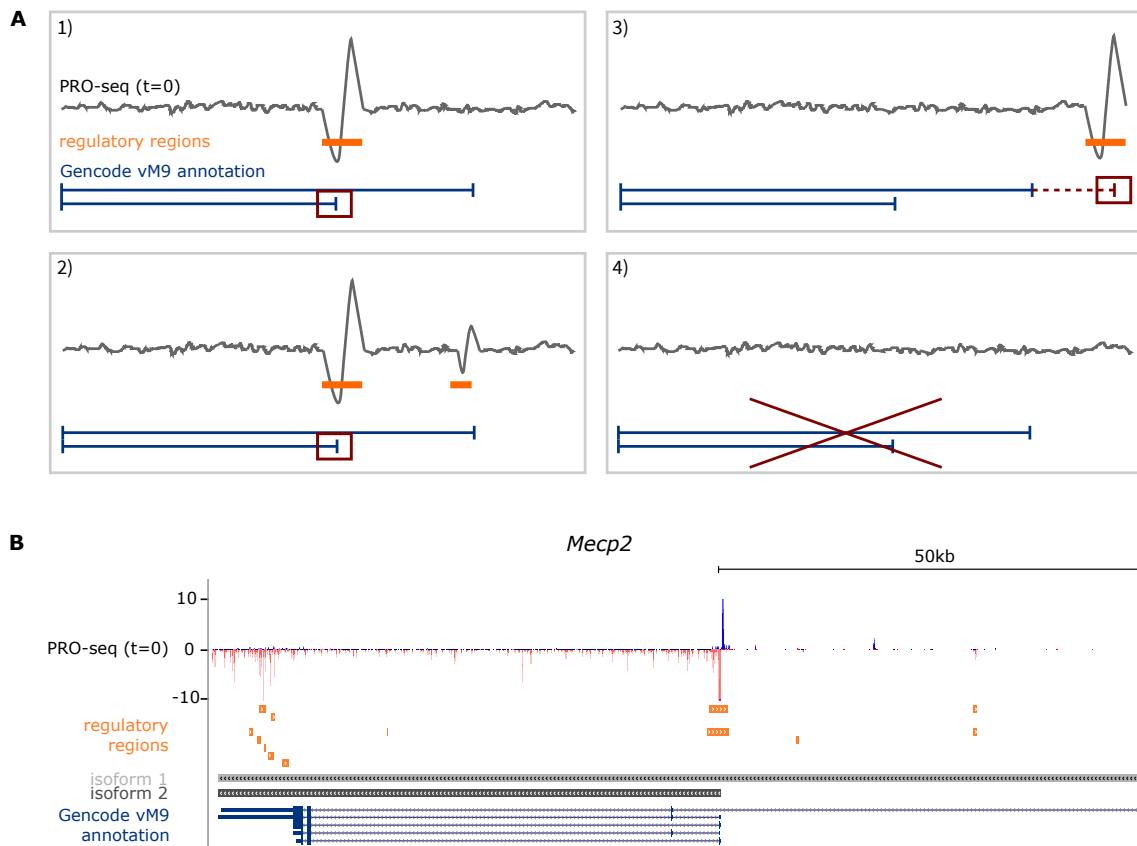 A
1)
PRO-seq (t=0)
regulatory regions
Gencode vM9 annotation
3)
2)
4)
B
Mecp2
50kb
10
PRO-seq (t=0)
0
-10
regulatory
regions
isoform 1
isoform 2
Gencode vM9
annotation